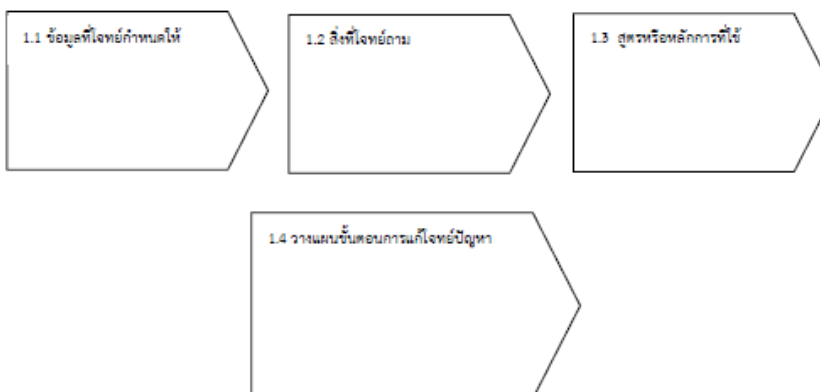 1.1 ข้อมูลที่โจทย์กำหนดให้
1.2 สิ่งที่โจทย์ถาม
1.3 สูตรหรือหลักการที่ใช้
1.4 วางแผนขั้นตอนการแก้โจทย์ปัญหา